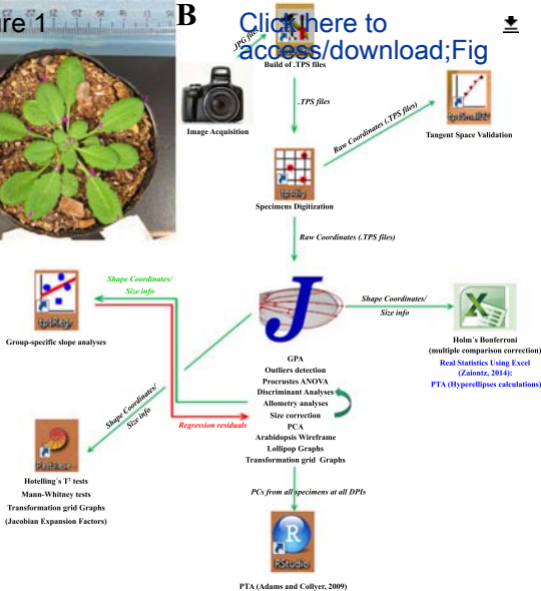 ure 1
B
Click here to
access/download;Fig
.JPG files
Build of .TPS files
.TPS files
Image Acquisition
Raw Coordinates (.TPS files)
Tangent Space Validation
Specimens Digitization
Raw Coordinates (.TPS files)
Shape Coordinates/
Size info
tpsRegr
Group-specific slope analyses
J
Shape Coordinates/
Size info
Holm´s Bonferroni
(multiple comparison correction)
Real Statistics Using Excel
(Zaiontz, 2014):
PTA (Hyperellipses calculations)
GPA
Outliers detection
Procrustes ANOVA
Discriminant Analyses
Allometry analyses
Size correction
PCA
Arabidopsis Wireframe
Lollipop Graphs
Transformation grid Graphs
Regression residuals
Shape Coordinates/
Size info
Hotelling´s T² tests
Mann-Whitney tests
Transformation grid Graphs
(Jacobian Expansion Factors)
PCs from all specimens at all DPIs
R
RStudio
PTA (Adams and Collyer, 2009)